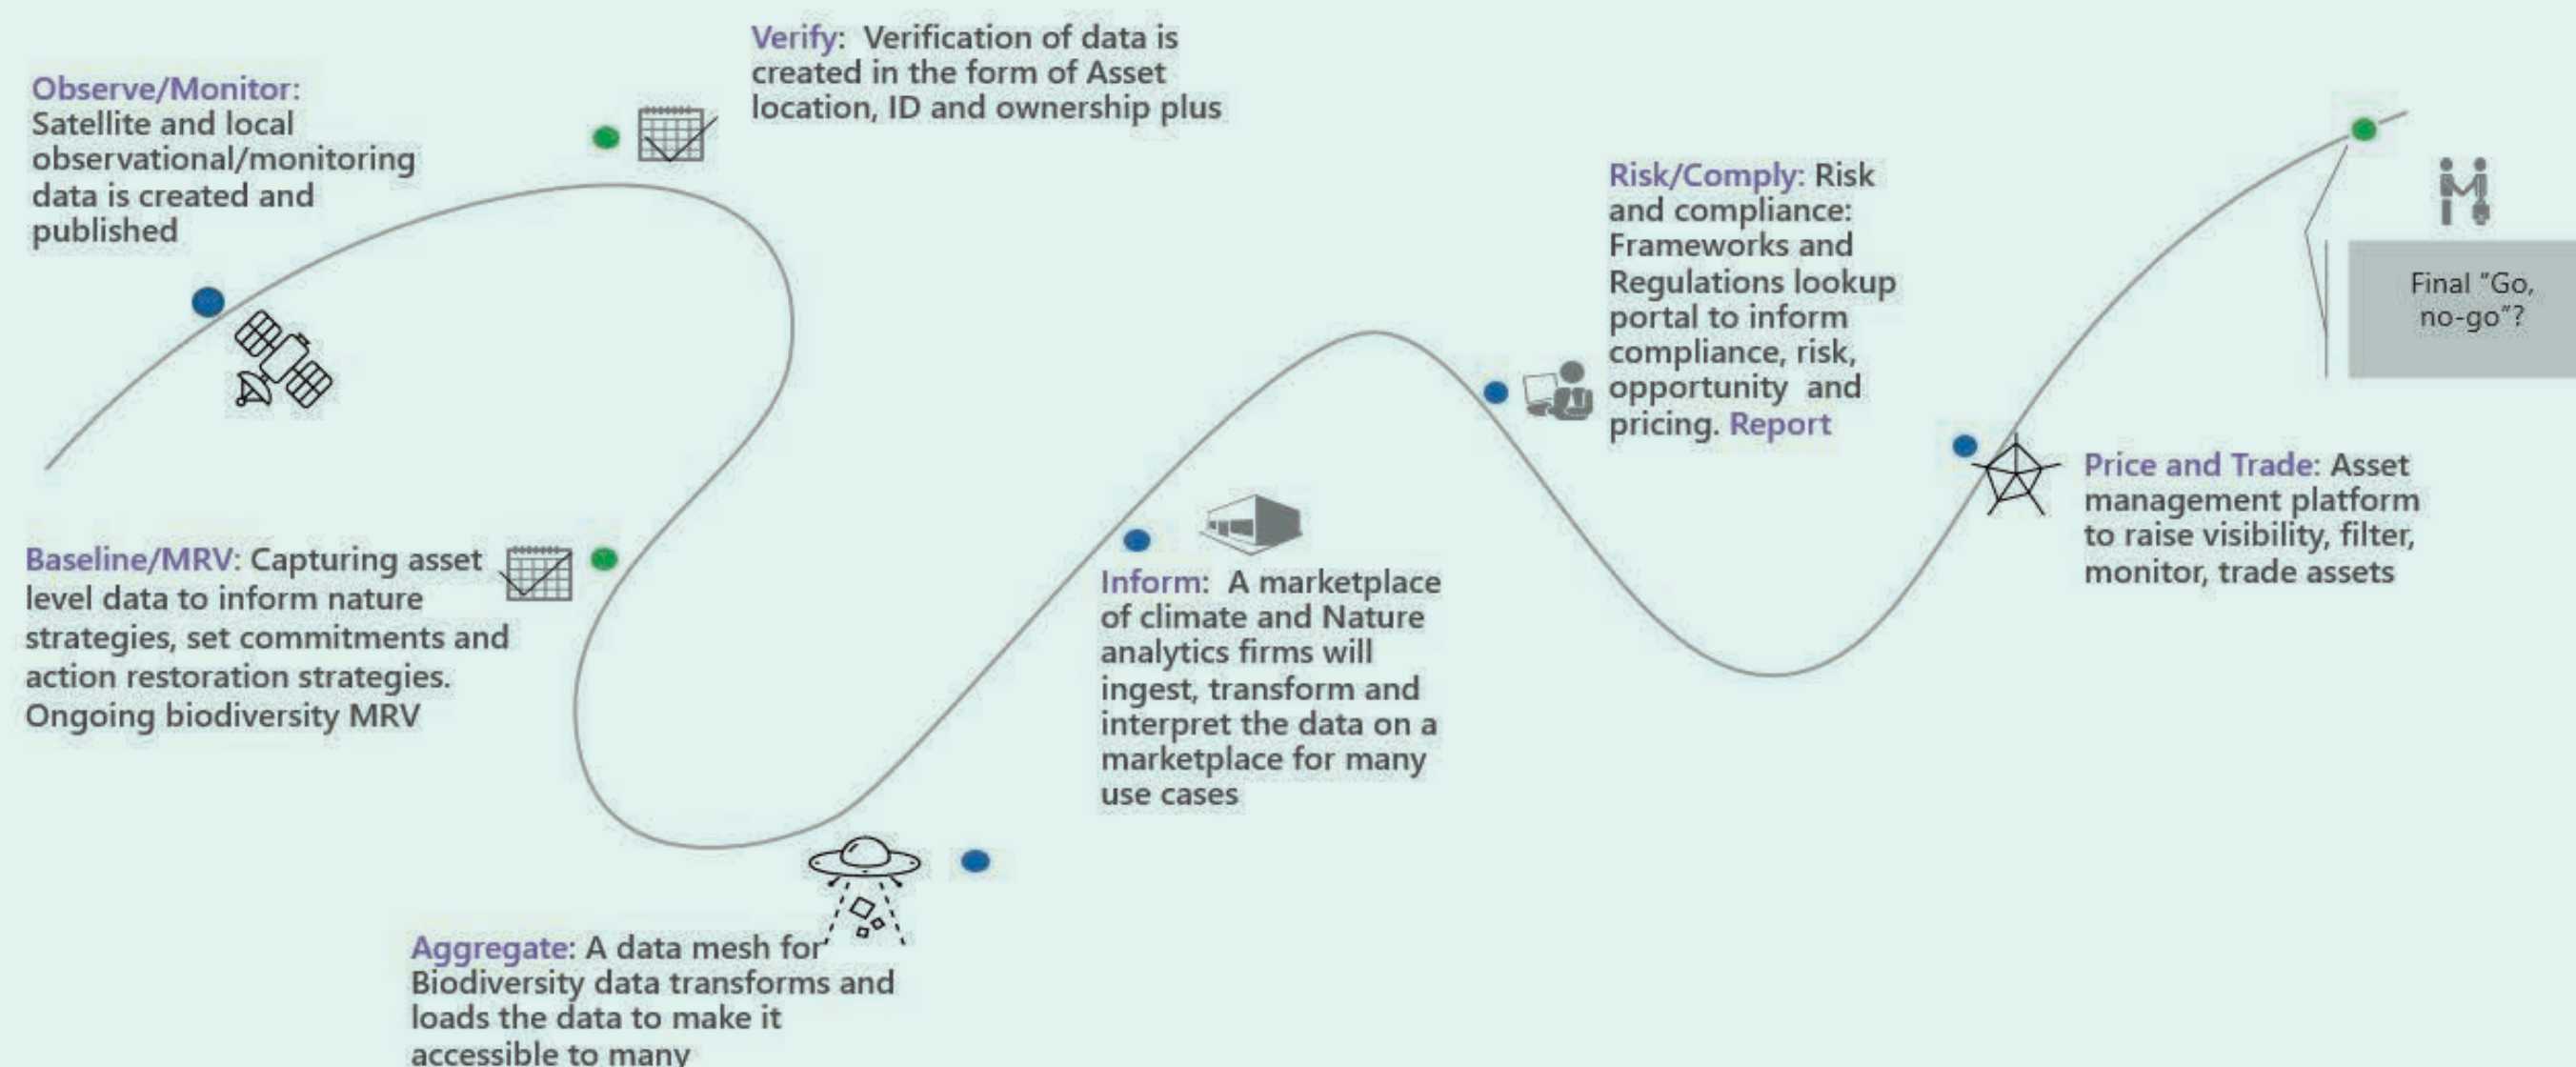 Observe/Monitor:
Satellite and local
observational/monitoring
data is created and
published
Verify: Verification of data is
created in the form of Asset
location, ID and ownership plus
Baseline/MRV: Capturing asset
level data to inform nature
strategies, set commitments and
action restoration strategies.
Ongoing biodiversity MRV
Aggregate: A data mesh for
Biodiversity data transforms and
loads the data to make it
accessible to many
Inform: A marketplace
of climate and Nature
analytics firms will
ingest, transform and
interpret the data on a
marketplace for many
use cases
Risk/Comply: Risk
and compliance:
Frameworks and
Regulations lookup
portal to inform
compliance, risk,
opportunity and
pricing. Report
Price and Trade: Asset
management platform
to raise visibility, filter,
monitor, trade assets
Final "Go,
no-go"?